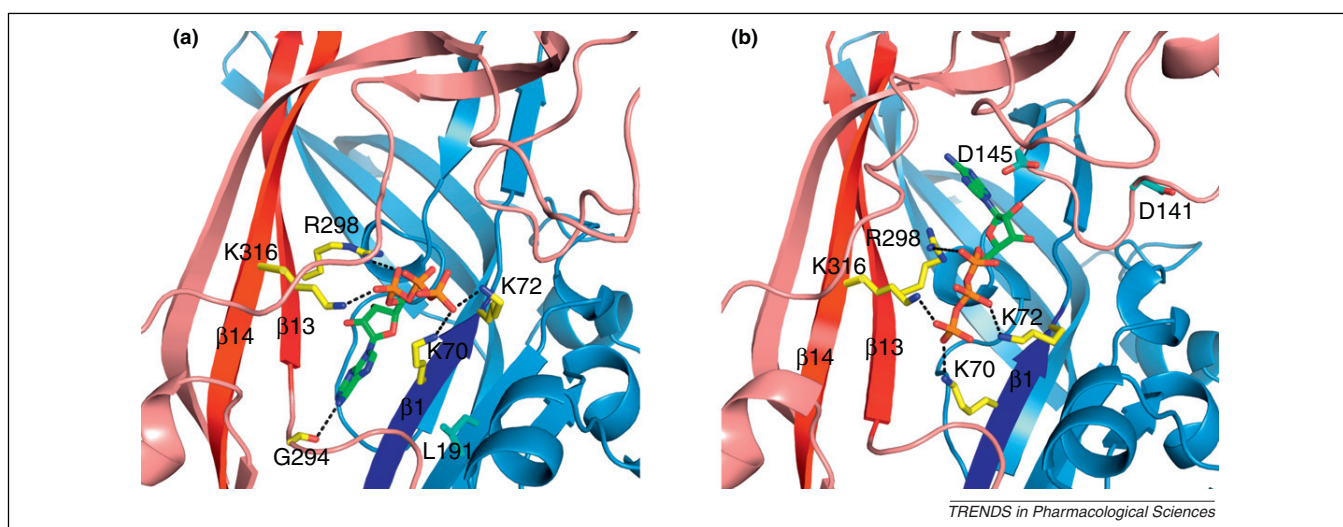 (a)
R298
K316
K72
β14
β13
K70
β1
G294
L191
(b)
D145
D141
R298
K316
K72
β14
β13
K70
β1
TRENDS in Pharmacological Sciences